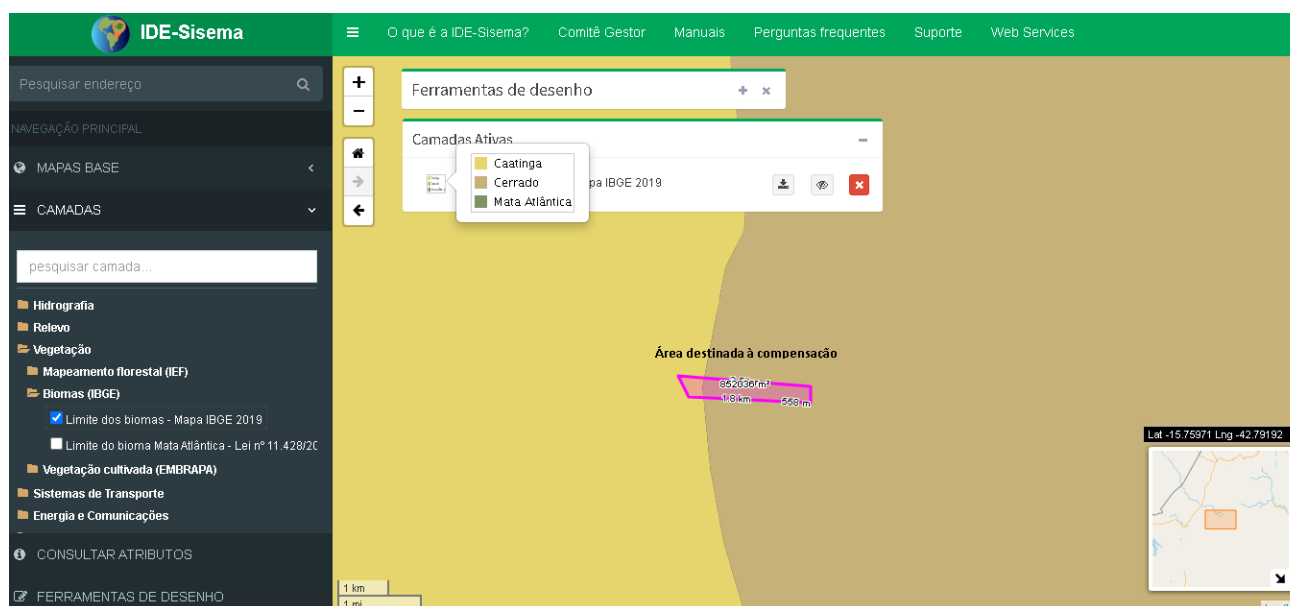 IDE-Sisema
O que é a IDE-Sisema? Comitê Gestor Manuais Perguntas frequentes Suporte Web Services
Pesquisar endereço
NAVEGAÇÃO PRINCIPAL
MAPAS BASE
CAMADAS
pesquisar camada...
Hidrografia
Relevo
Vegetação
Mapeamento florestal (IEF)
Biomas (IBGE)
Limite dos biomas - Mapa IBGE 2019
Limite do bioma Mata Atlântica - Lei nº 11.428/20
Vegetação cultivada (EMBRAPA)
Sistemas de Transporte
Energia e Comunicações
CONSULTAR ATRIBUTOS
FERRAMENTAS DE DESENHO
Ferramentas de desenho
Camadas Ativas
Caatinga
Cerrado
Mata Atlântica
pa IBGE 2019
Área destinada à compensação
852036 m²
1.8 km
558 m
Lat -15.75971 Lng -42.79192
1 km
1 mi